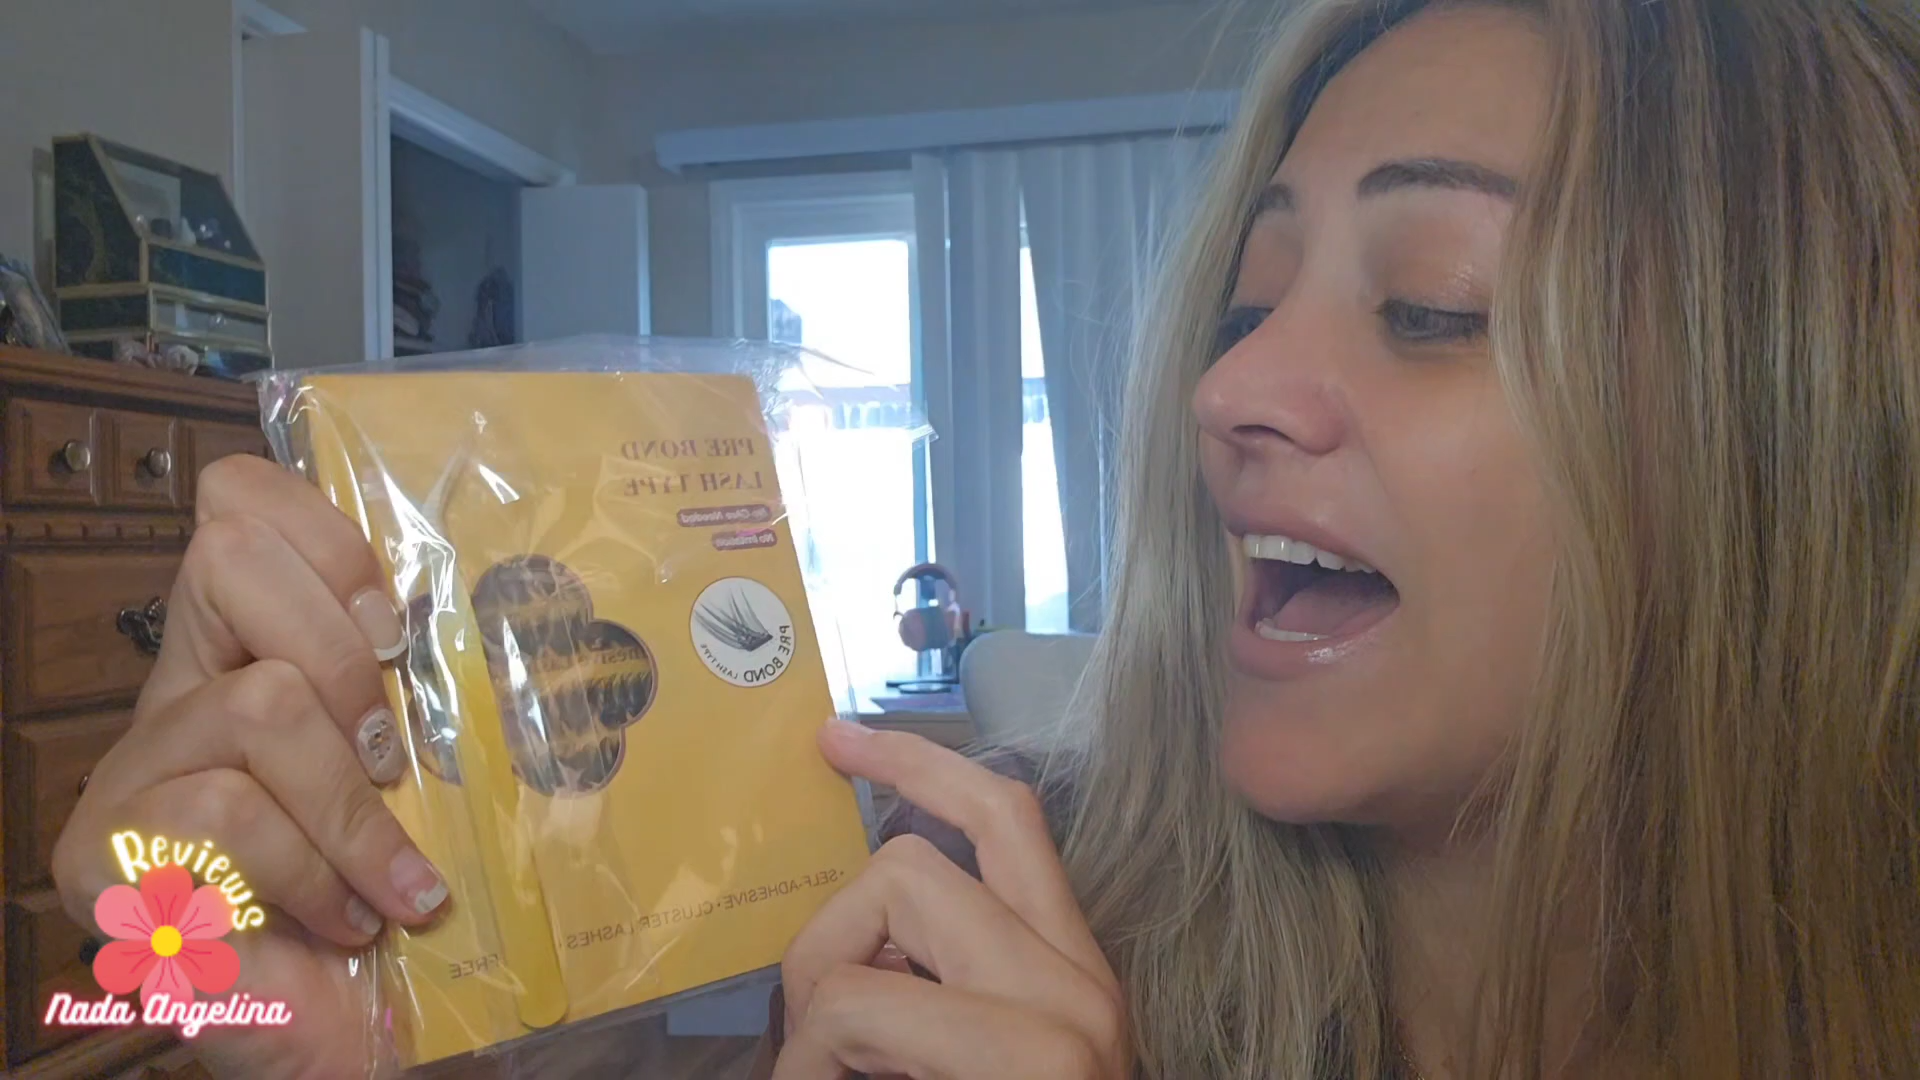 PRE BOND
LASH TYPE
No Glue Needed
No Irritation
PRE BOND LASH TYPE
• SELF-ADHESIVE • CLUSTER LASHES •
FREE
Reviews
Nada Angelina